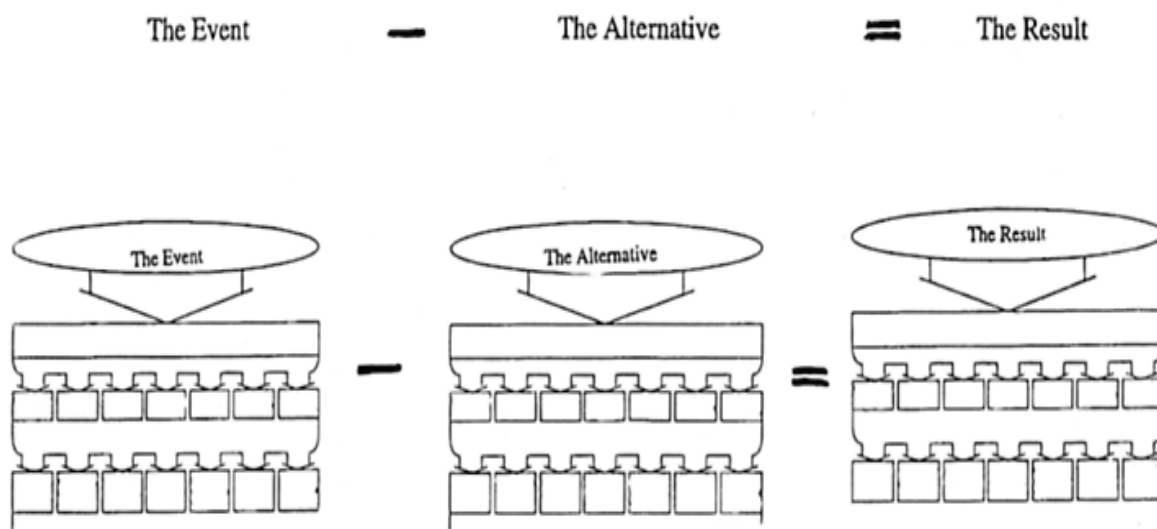 The Event - The Alternative = The Result
The Event
The Alternative
The Result
- =